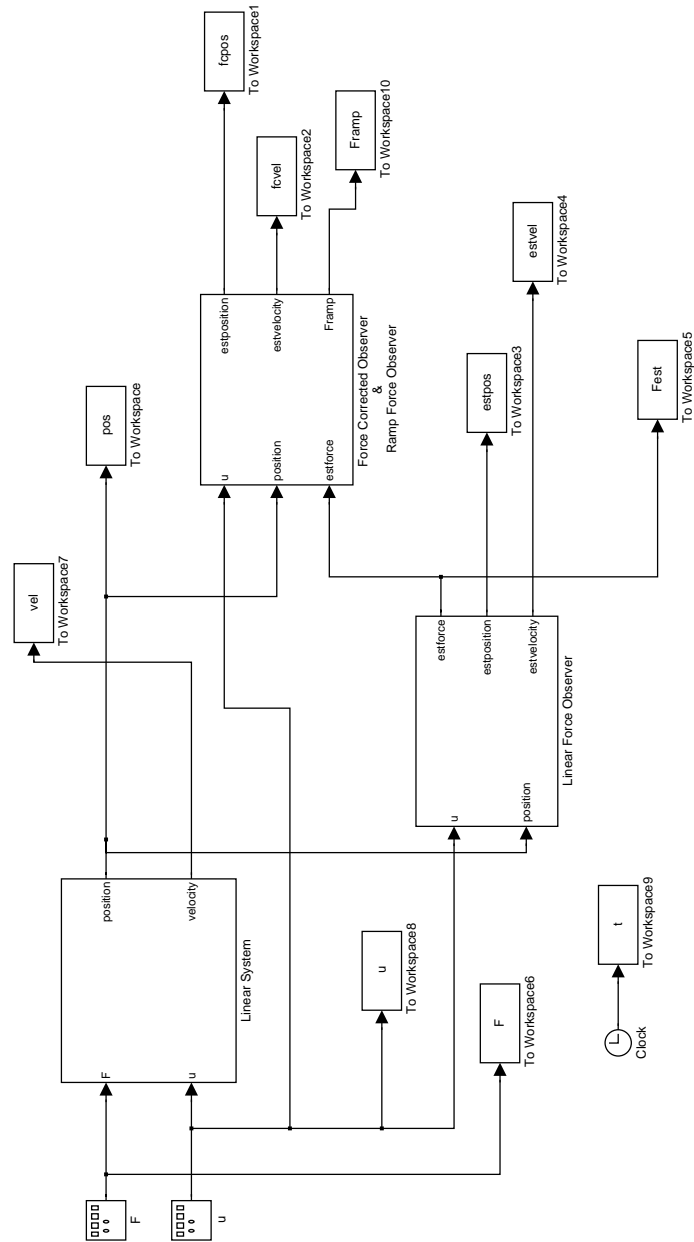 F
u
F
u
position
velocity
Linear System
vel
To Workspace7
pos
To Workspace
u
To Workspace8
F
To Workspace6
t
To Workspace9
Clock
u
position
estforce
estposition
estvelocity
Linear Force Observer
u
position
estforce
estposition
estvelocity
Framp
Force Corrected Observer
&
Ramp Force Observer
fcpos
To Workspace1
fcvel
To Workspace2
Framp
To Workspace10
estpos
To Workspace3
estvel
To Workspace4
Fest
To Workspace5